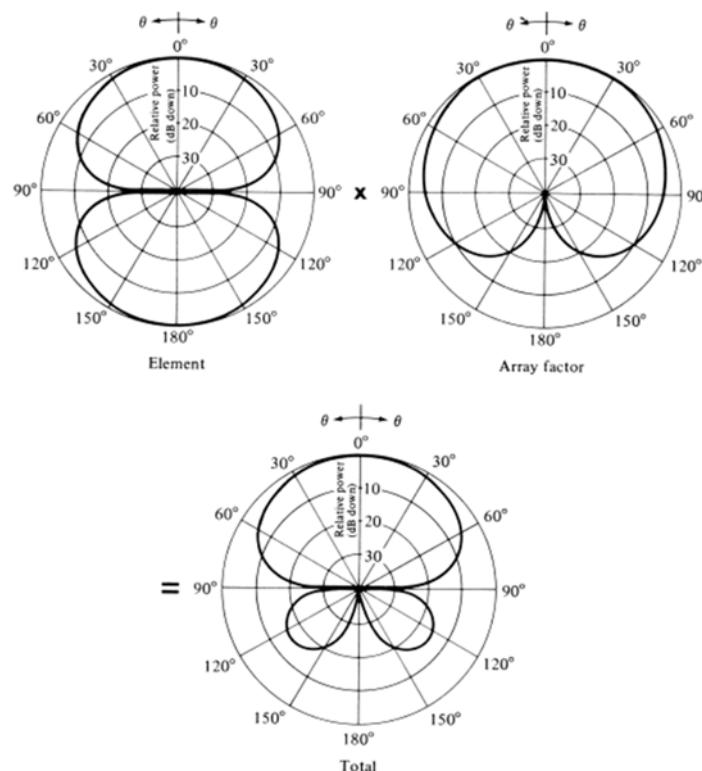 θ θ
0°
30° 30°
60° 60°
90° 90°
120° 120°
150° 150°
180°
Relative power
(dB down)
10
20
30
Element
x
θ θ
0°
30° 30°
60° 60°
90° 90°
120° 120°
150° 150°
180°
Relative power
(dB down)
10
20
30
Array factor
=
θ θ
0°
30° 30°
60° 60°
90° 90°
120° 120°
150° 150°
180°
Relative power
(dB down)
10
20
30
Total